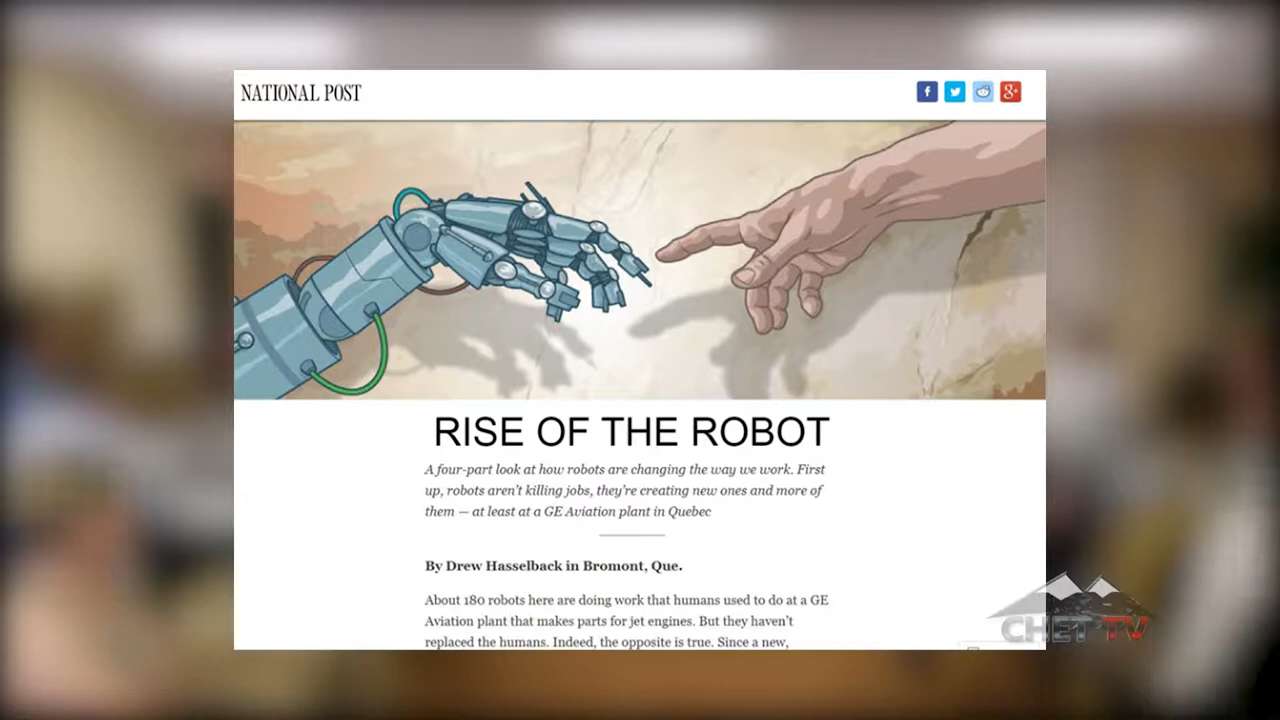 NATIONAL POST
f
8+
RISE OF THE ROBOT
A four-part look at how robots are changing the way we work. First
up, robots aren't killing jobs, they're creating new ones and more of
them — at least at a GE Aviation plant in Quebec
By Drew Hasselback in Bromont, Que.
About 180 robots here are doing work that humans used to do at a GE
Aviation plant that makes parts for jet engines. But they haven't
replaced the humans. Indeed, the opposite is true. Since a new,
CHET TV